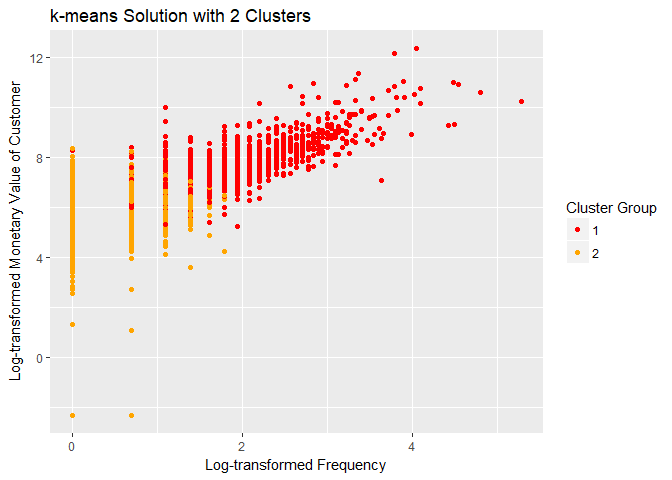 k-means Solution with 2 Clusters
12
8
4
0
Log-transformed Monetary Value of Customer
0
2
4
Log-transformed Frequency
Cluster Group
1
2